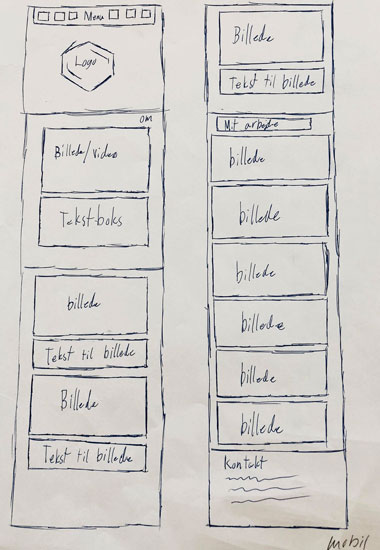 Menu
Logo
om
Billede/video
Tekst-boks
billede
Tekst til billede
Billede
Tekst til billede
Billede
Tekst til billede
Mit arbejde
billede
billede
billede
billede
billede
billede
Kontakt
mobil